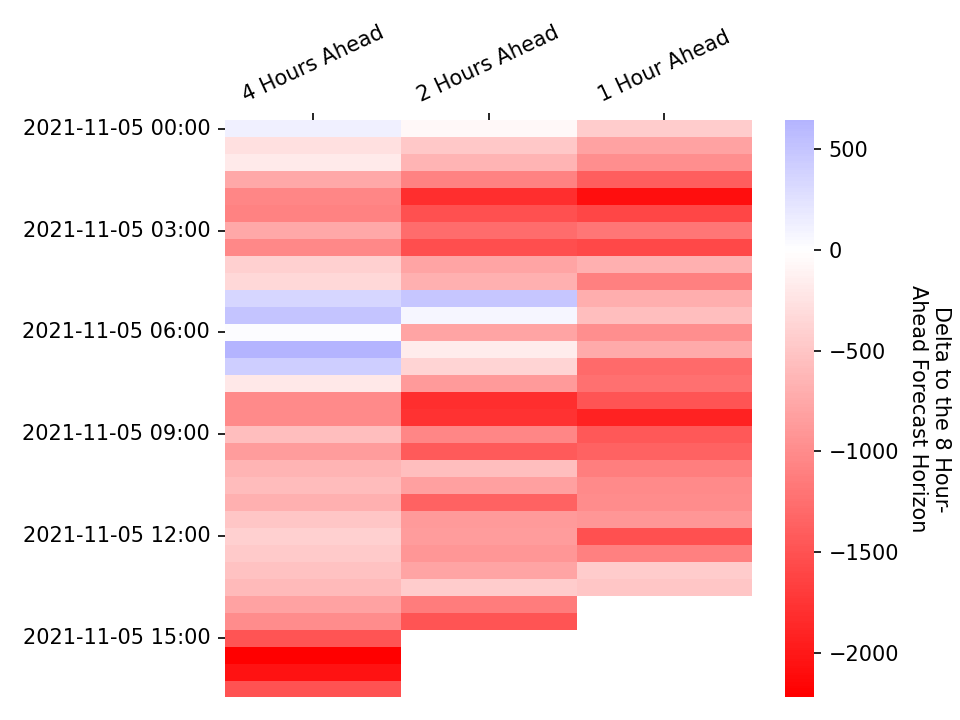 4 Hours Ahead
2 Hours Ahead
1 Hour Ahead
2021-11-05 00:00
2021-11-05 03:00
2021-11-05 06:00
2021-11-05 09:00
2021-11-05 12:00
2021-11-05 15:00
500
0
−500
−1000
−1500
−2000
Delta to the 8 Hour-
Ahead Forecast Horizon